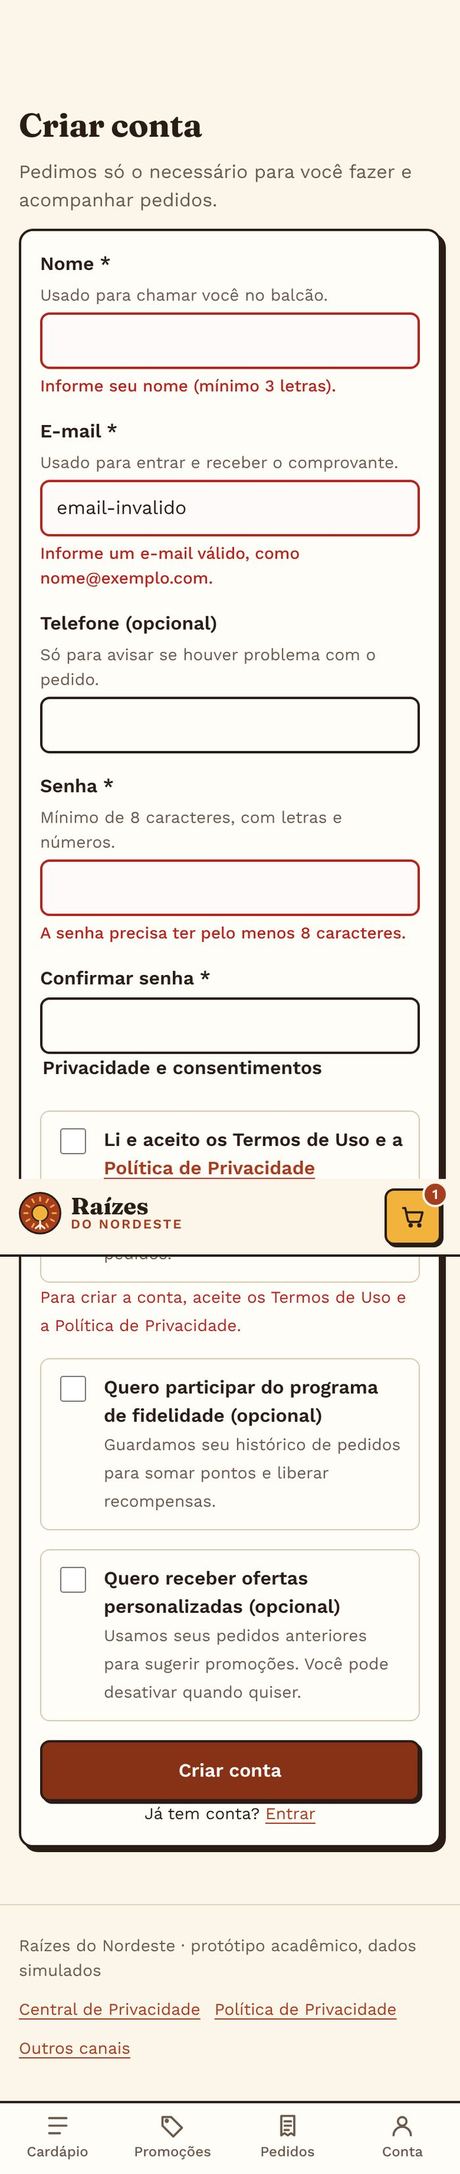 Criar conta
Pedimos só o necessário para você fazer e
acompanhar pedidos.
Nome *
Usado para chamar você no balcão.
Informe seu nome (mínimo 3 letras).
E-mail *
Usado para entrar e receber o comprovante.
email-invalido
Informe um e-mail válido, como
nome@exemplo.com.
Telefone (opcional)
Só para avisar se houver problema com o
pedido.
Senha *
Mínimo de 8 caracteres, com letras e
números.
A senha precisa ter pelo menos 8 caracteres.
Confirmar senha *
Privacidade e consentimentos
Li e aceito os Termos de Uso e a
Política de Privacidade
Raízes
DO NORDESTE
1
pedidos.
Para criar a conta, aceite os Termos de Uso e
a Política de Privacidade.
Quero participar do programa
de fidelidade (opcional)
Guardamos seu histórico de pedidos
para somar pontos e liberar
recompensas.
Quero receber ofertas
personalizadas (opcional)
Usamos seus pedidos anteriores
para sugerir promoções. Você pode
desativar quando quiser.
Criar conta
Já tem conta? Entrar
Raízes do Nordeste · protótipo acadêmico, dados
simulados
Central de Privacidade Política de Privacidade
Outros canais
Cardápio Promoções Pedidos Conta